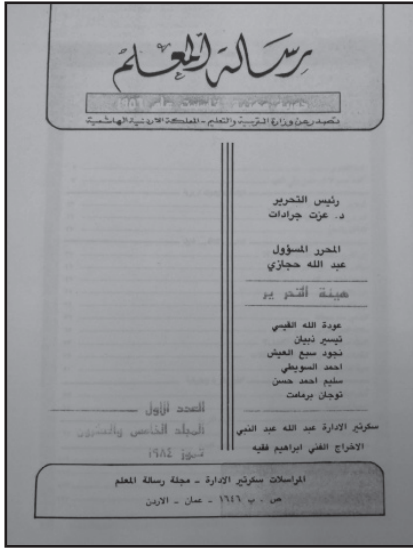 رسالة المعلم
تصدر عن وزارة التربية والتعليم - المملكة الاردنية الهاشمية
رئيس التحرير
د. عزت جرادات
المحرر المسؤول
عبد الله حجازي
هيئة التحرير
عودة الله القيسي
تيسير ذبيان
نجود سبع العيش
احمد السويطي
سليم احمد حسن
توجان برمامت
سكرتير الادارة عبد الله عبد النبي
الاخراج الفني ابراهيم فقيه
العدد الاول
المجلد الخامس والعشرون
تموز ١٩٨٤
المراسلات سكرتير الادارة - مجلة رسالة المعلم
ص . ب ١٦٤٦ - عمان - الاردن